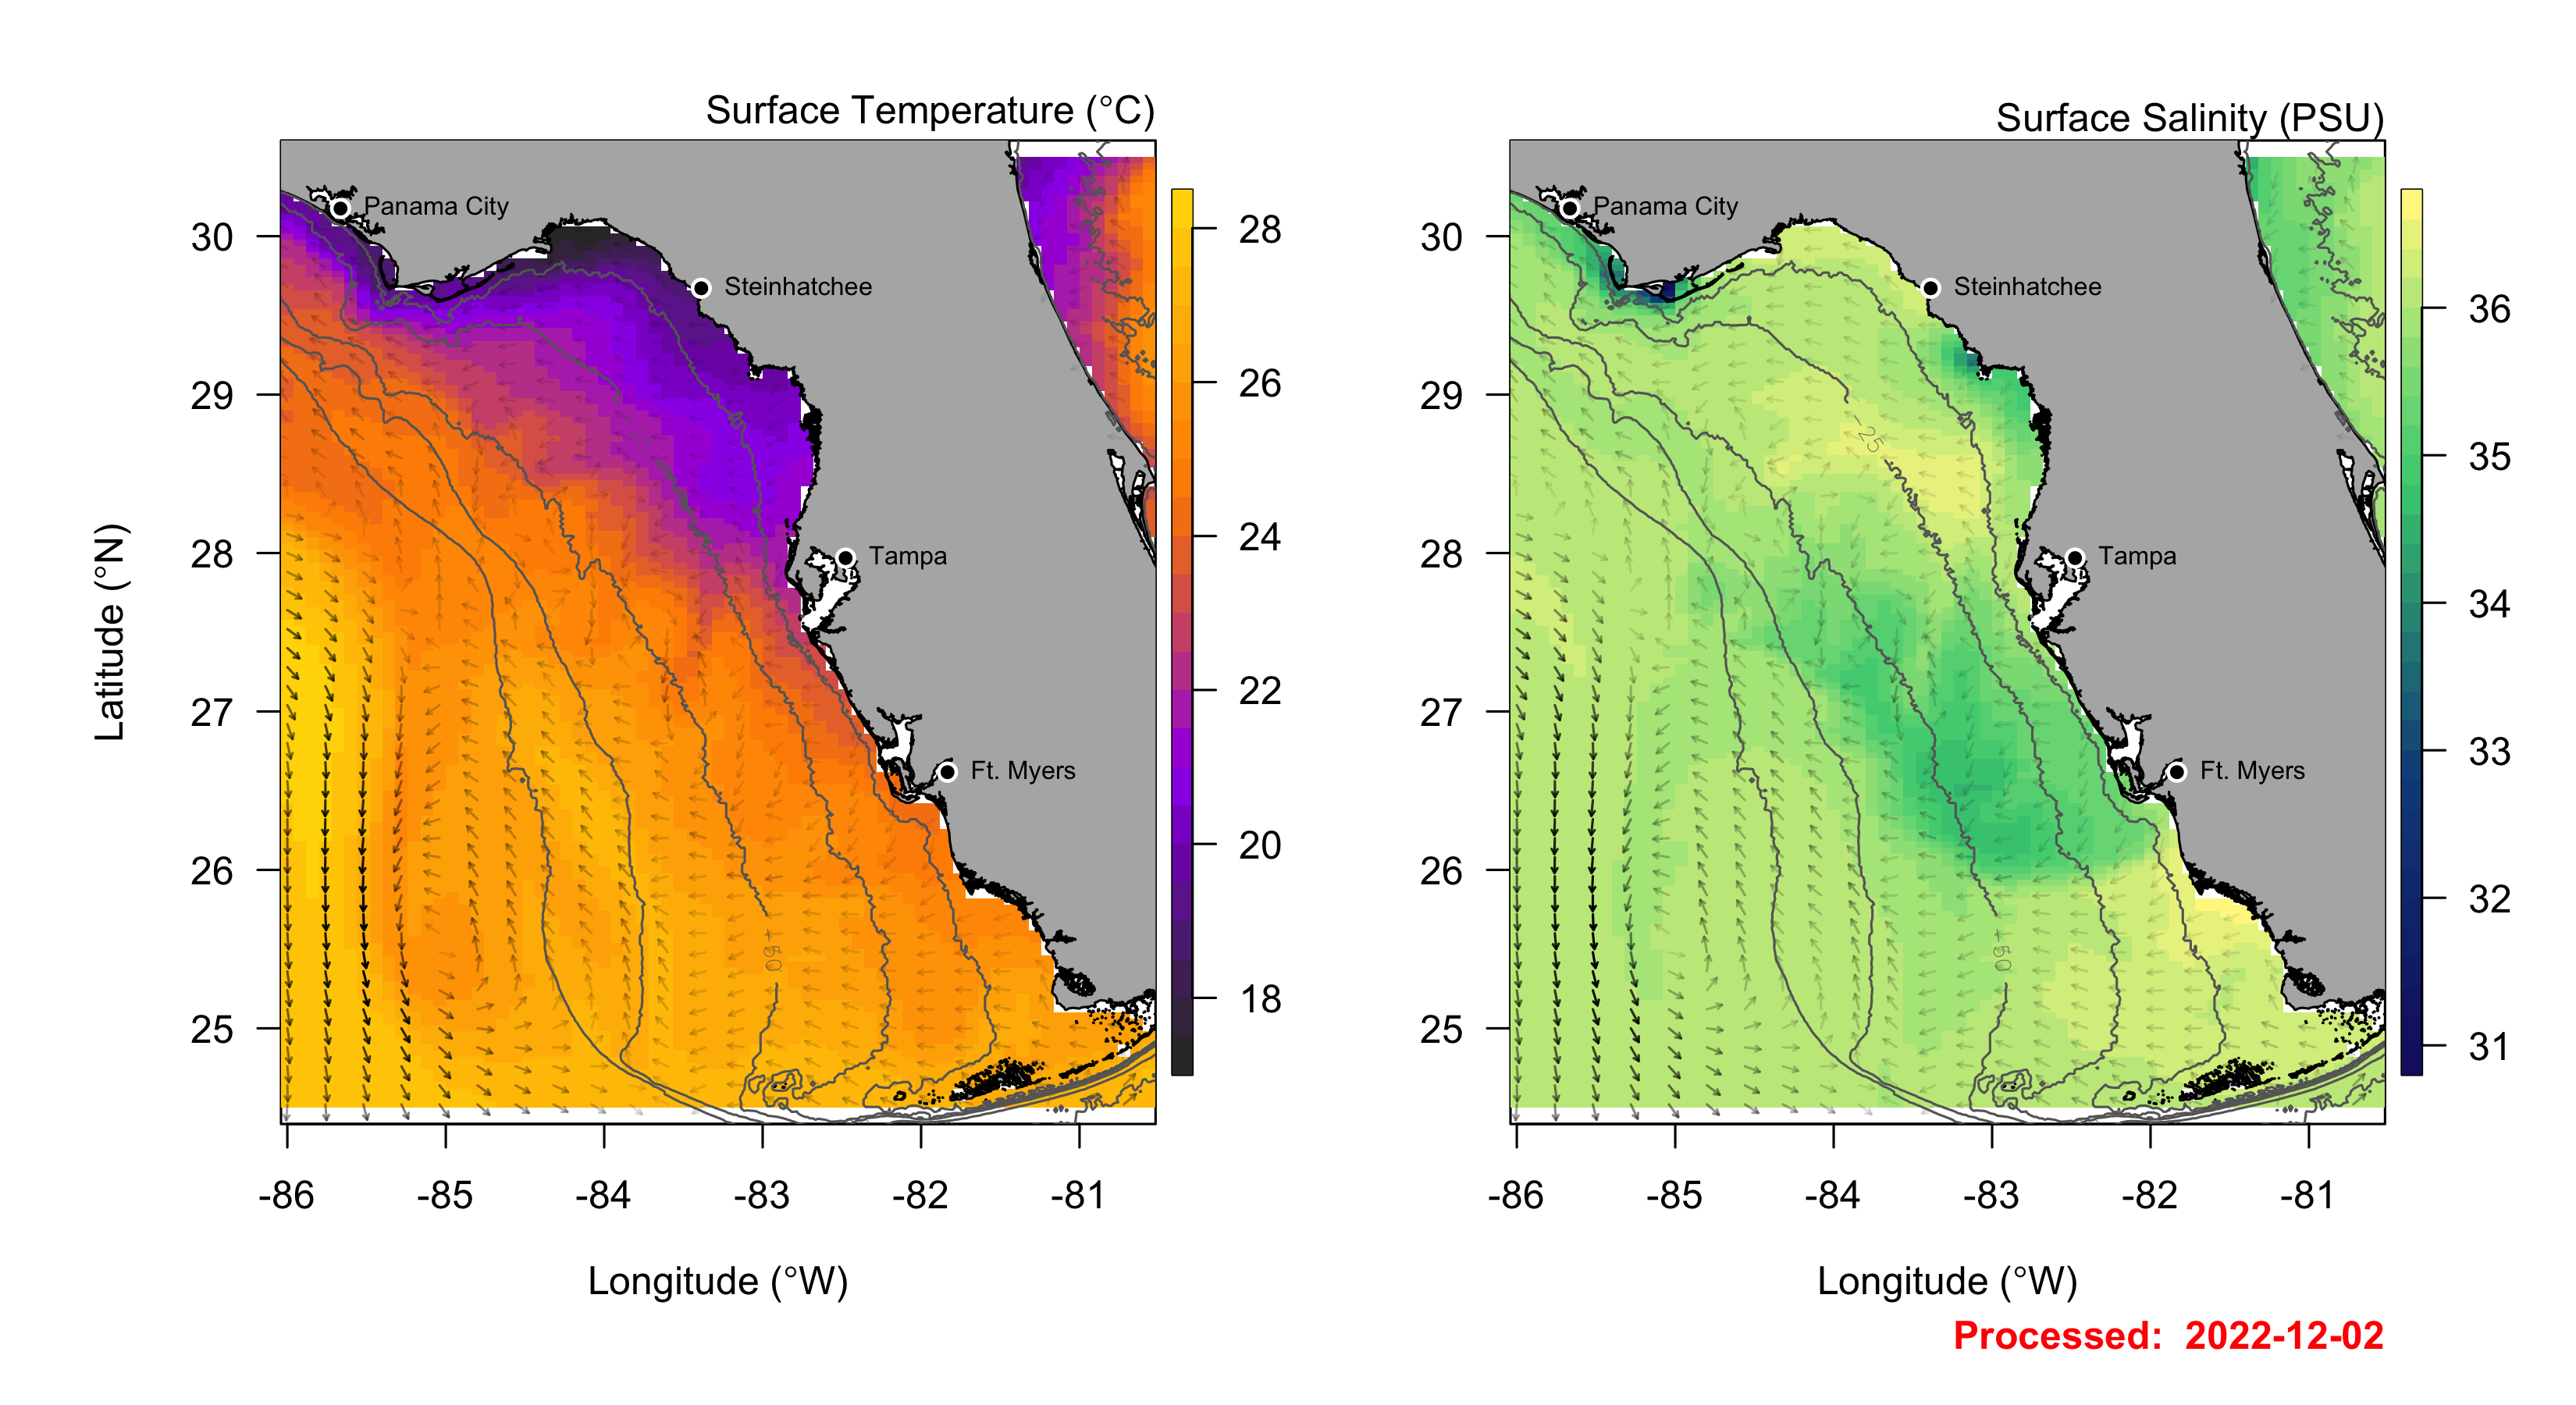 Surface Temperature (°C)
Latitude (°N)
30
29
28
27
26
25
Panama City
Steinhatchee
Tampa
Ft. Myers
-50
28
26
24
22
20
18
-86 -85 -84 -83 -82 -81
Longitude (°W)
Surface Salinity (PSU)
30
29
28
27
26
25
Panama City
Steinhatchee
-25
Tampa
Ft. Myers
-50
36
35
34
33
32
31
-86 -85 -84 -83 -82 -81
Longitude (°W)
Processed: 2022-12-02